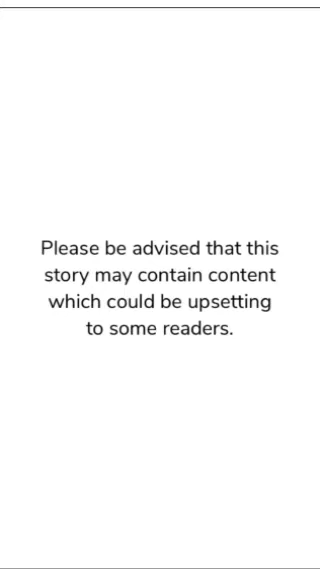 Please be advised that this
story may contain content
which could be upsetting
to some readers.